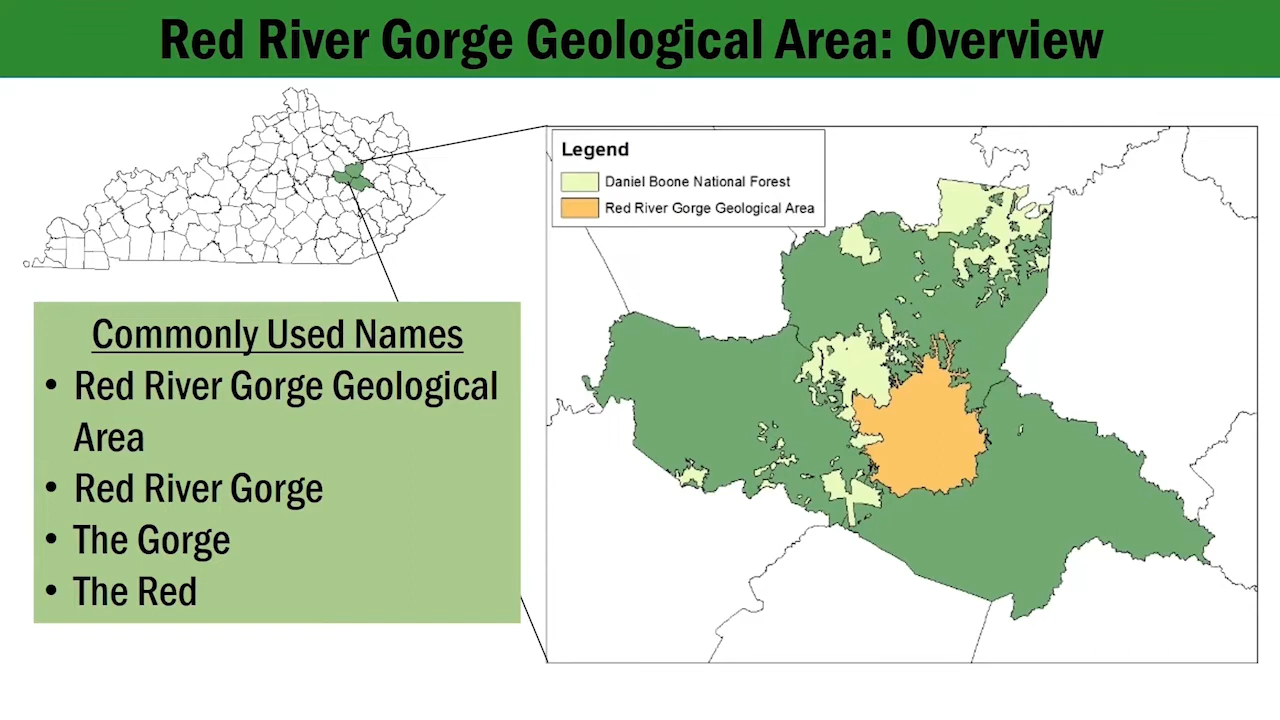 Red River Gorge Geological Area: Overview
Legend
Daniel Boone National Forest
Red River Gorge Geological Area
Commonly Used Names
• Red River Gorge Geological
Area
• Red River Gorge
• The Gorge
• The Red